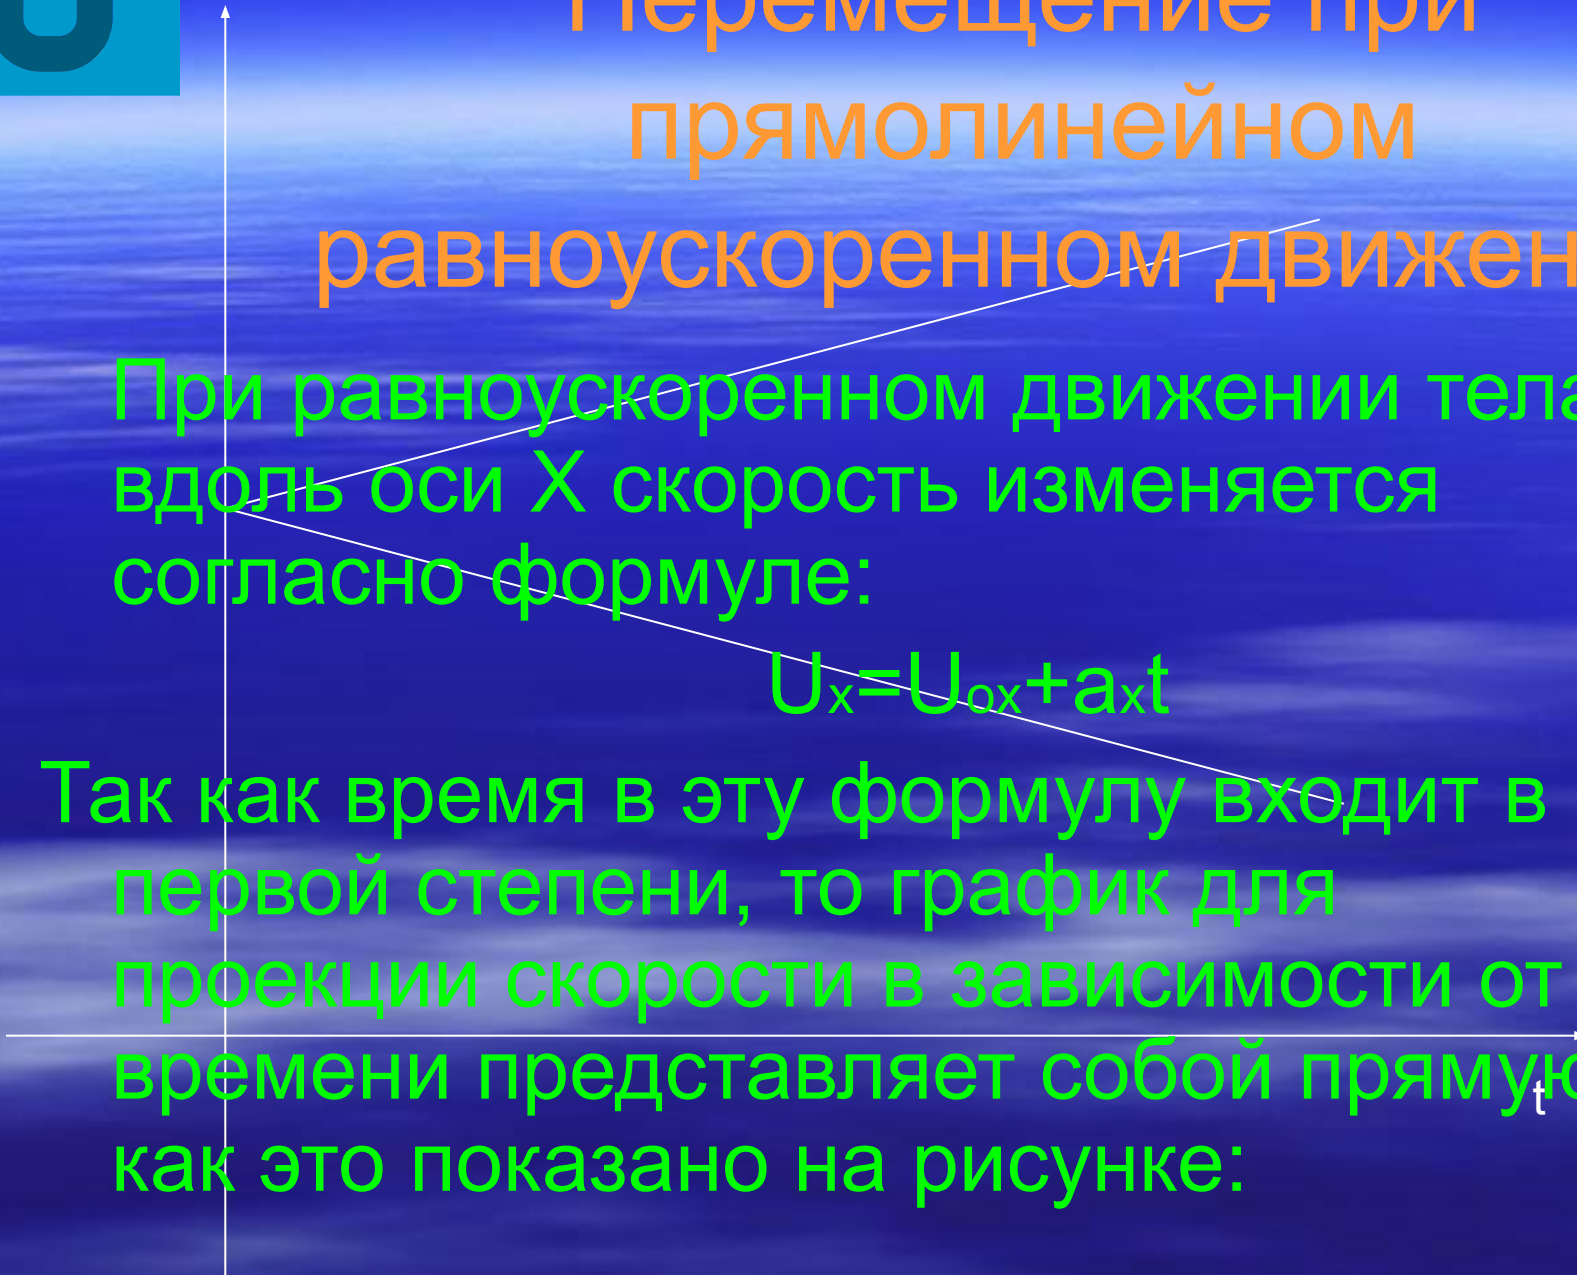 Перемещение при
прямолинейном
равноускоренном движен
При равноускоренном движении тела
вдоль оси Х скорость изменяется
согласно формуле:
Ux=Uox+axt
Так как время в эту формулу входит в
первой степени, то график для
проекции скорости в зависимости от
времени представляет собой прямую
как это показано на рисунке:
t